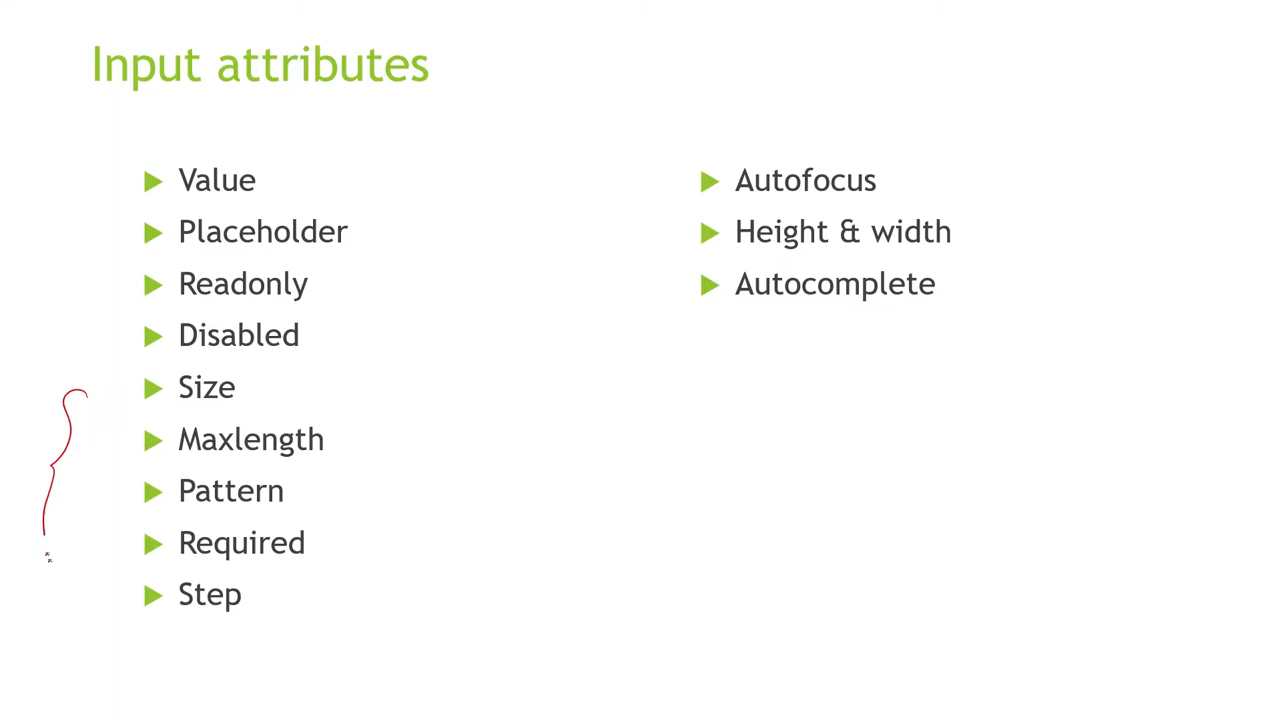 Input attributes
Value
Placeholder
Readonly
Disabled
Size
Maxlength
Pattern
Required
Step
Autofocus
Height & width
Autocomplete